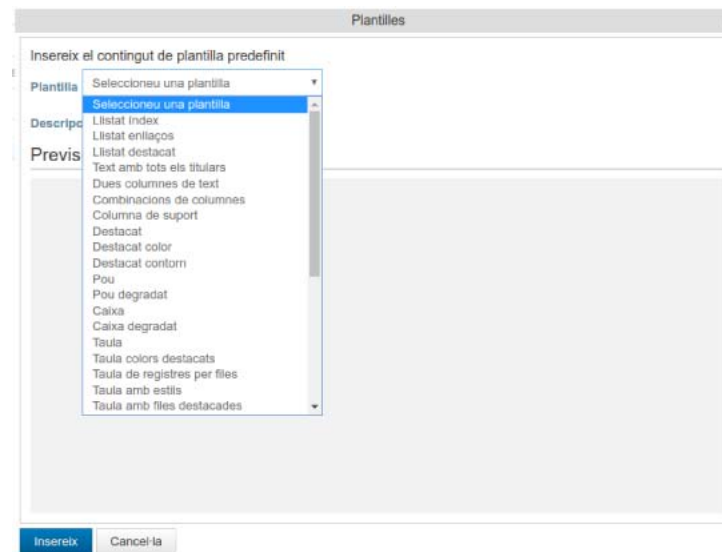 Plantilles
Insereix el contingut de plantilla predefinit
Plantilla Seleccioneu una plantilla
Seleccioneu una plantilla
Llistat índex
Descripc
Llistat enllaços
Llistat destacat
Previs
Text amb tots els titulars
Dues columnes de text
Combinacions de columnes
Columna de suport
Destacat
Destacat color
Destacat contorn
Pou
Pou degradat
Caixa
Caixa degradat
Taula
Taula colors destacats
Taula de registres per files
Taula amb estils
Taula amb files destacades
Insereix Cancel·la